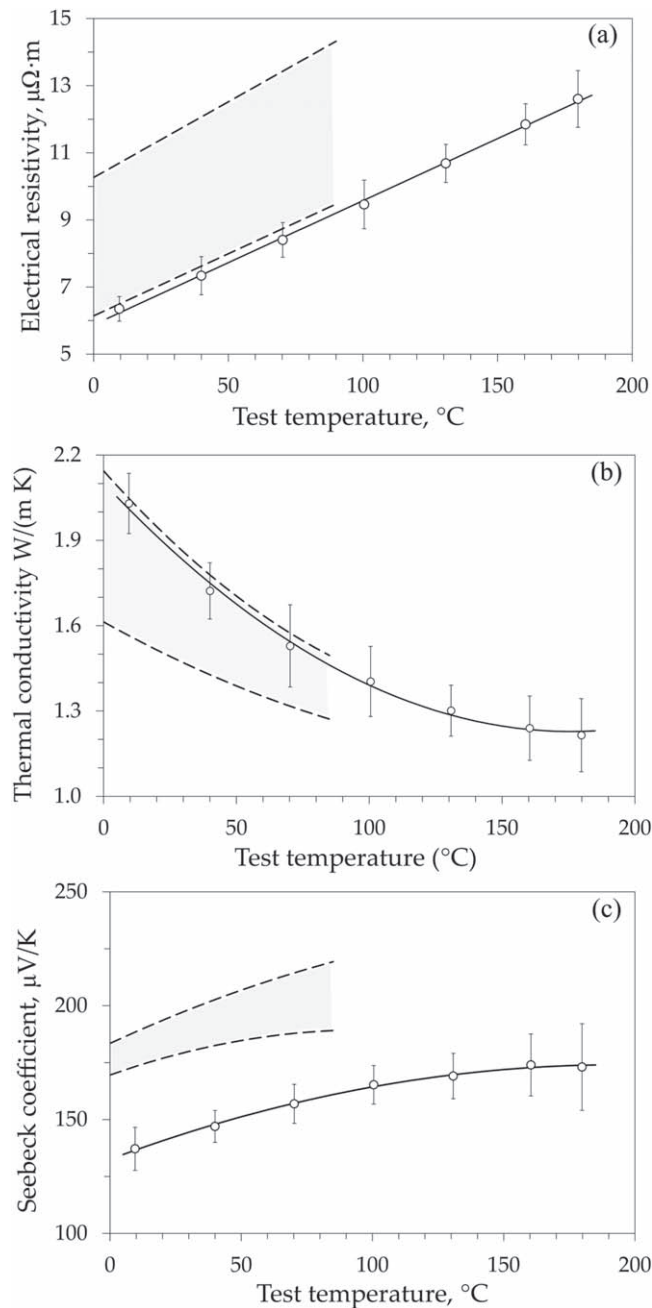 (a)
Electrical resistivity, μΩ·m
15
13
11
9
7
5
0 50 100 150 200
Test temperature, °C
(b)
Thermal conductivity W/(m K)
2.2
1.9
1.6
1.3
1.0
0 50 100 150 200
Test temperature (°C)
(c)
Seebeck coefficient, μV/K
250
200
150
100
0 50 100 150 200
Test temperature, °C